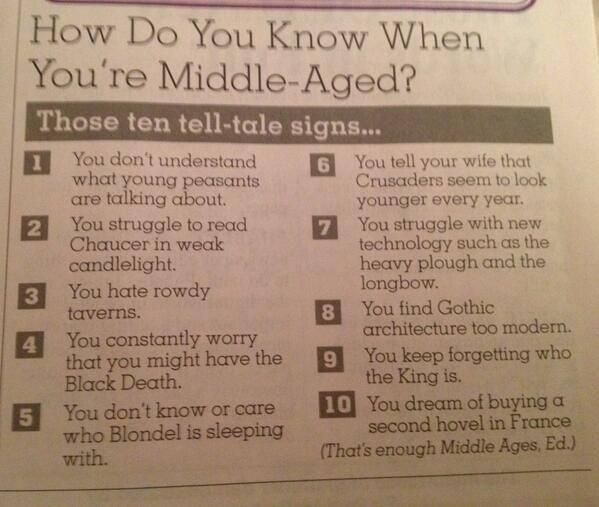 How Do You Know When
You're Middle-Aged?
Those ten tell-tale signs...
1 You don't understand
what young peasants
are talking about.
2 You struggle to read
Chaucer in weak
candlelight.
3 You hate rowdy
taverns.
4 You constantly worry
that you might have the
Black Death.
5 You don't know or care
who Blondel is sleeping
with.
6 You tell your wife that
Crusaders seem to look
younger every year.
7 You struggle with new
technology such as the
heavy plough and the
longbow.
8 You find Gothic
architecture too modern.
9 You keep forgetting who
the King is.
10 You dream of buying a
second hovel in France
(That's enough Middle Ages, Ed.)